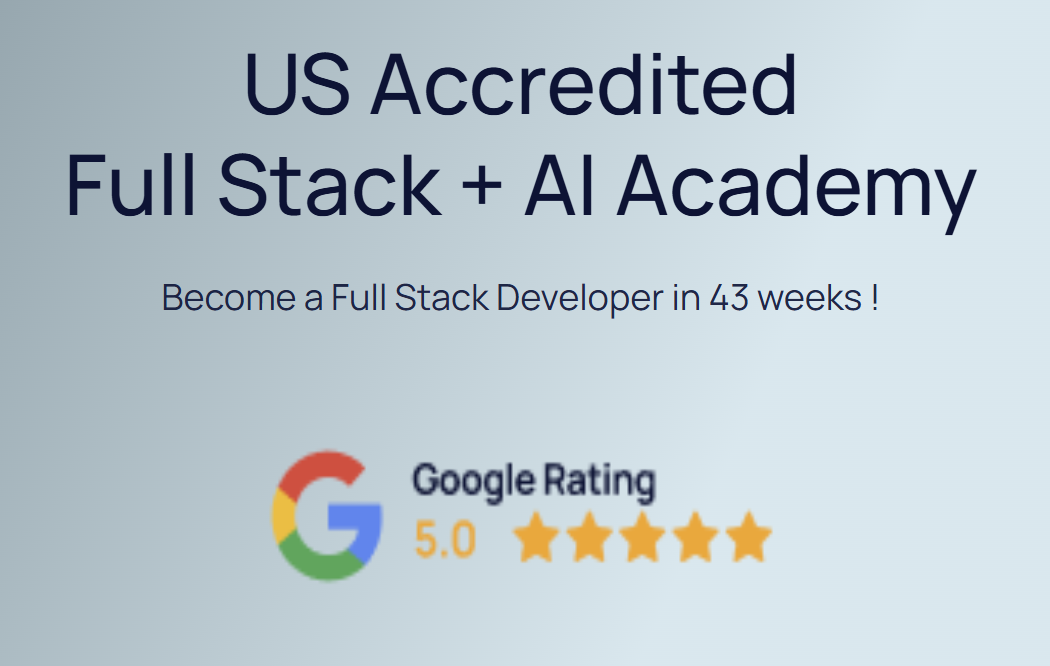 US Accredited
Full Stack + AI Academy
Become a Full Stack Developer in 43 weeks !
Google Rating
5.0